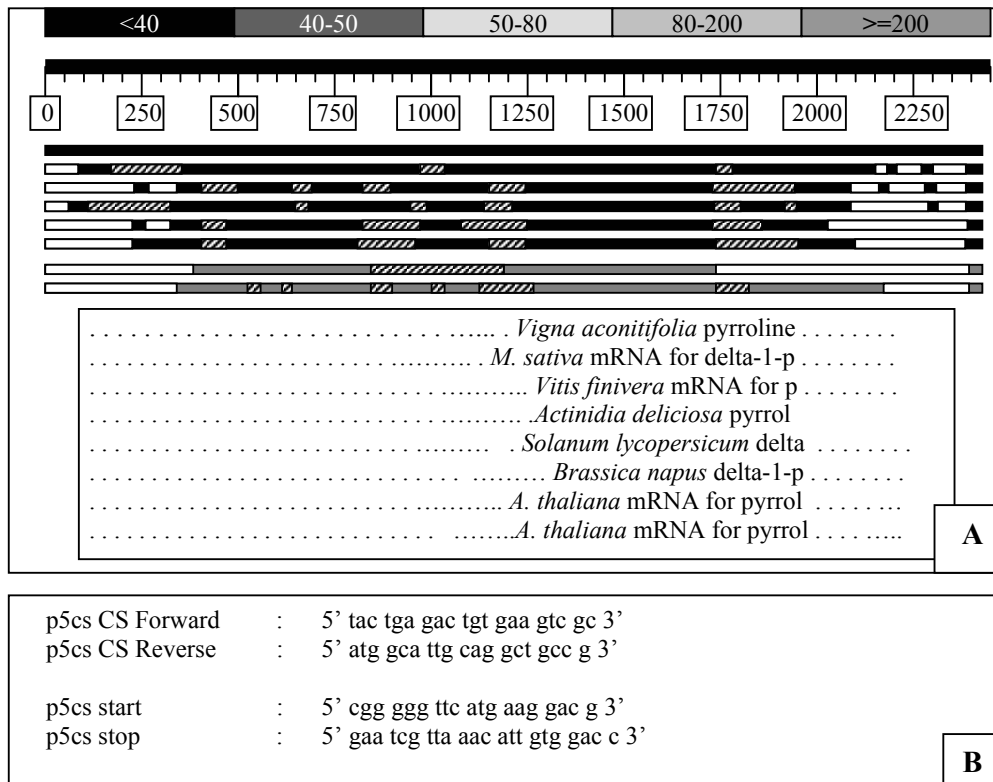 <40 40-50 50-80 80-200 >=200
0 250 500 750 1000 1250 1500 1750 2000 2250
. . . . . . . . . . . . . . . . . . . . . . . . . . . ....... . Vigna aconitifolia pyrroline . . . . . . . .
. . . . . . . . . . . . . . . . . . . . . . . ........... . M. sativa mRNA for delta-1-p . . . . . . . .
. . . . . . . . . . . . . . . . . . . . . . . ........... Vitis finivera mRNA for p . . . . . . . .
. . . . . . . . . . . . . . . . . . . . . . . .......... . Actinidia deliciosa pyrrol
. . . . . . . . . . . . . . . . . . . . . . . ....... . Solanum lycopersicum delta . . . . . . . .
. . . . . . . . . . . . . . . . . . . . . . . . ......... Brassica napus delta-1-p . . . . . . . .
. . . . . . . . . . . . . . . . . . . . . . . ........... A. thaliana mRNA for pyrrol . . . . . ...
. . . . . . . . . . . . . . . . . . . . . . . ........ A. thaliana mRNA for pyrrol . . . . .....
A
p5cs CS Forward : 5’ tac tga gac tgt gaa gtc gc 3’
p5cs CS Reverse : 5’ atg gca ttg cag gct gcc g 3’
p5cs start : 5’ cgg ggg ttc atg aag gac g 3’
p5cs stop : 5’ gaa tcg tta aac att gtg gac c 3’
B